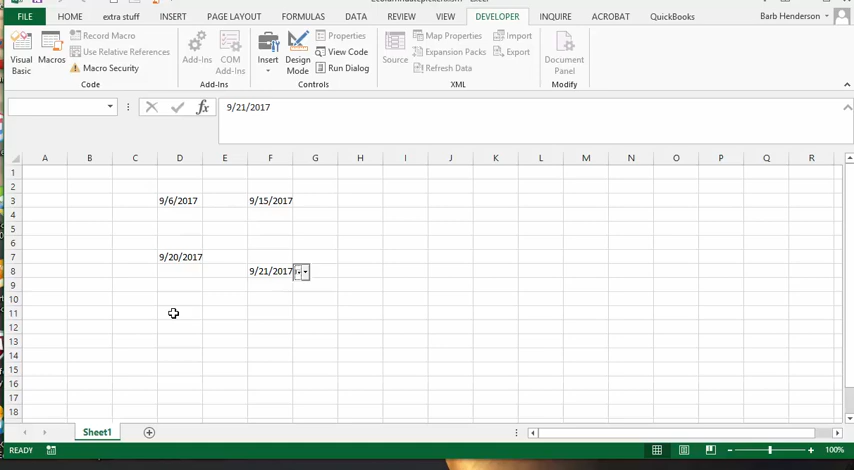 FILE HOME extra stuff INSERT PAGE LAYOUT FORMULAS DATA REVIEW VIEW DEVELOPER INQUIRE ACROBAT QuickBooks Barb Henderson
Visual Basic
Macros
Record Macro
Use Relative References
Macro Security
Code
Add-Ins
COM Add-Ins
Add-Ins
Insert
Design Mode
Properties
View Code
Run Dialog
Controls
Source
Map Properties
Expansion Packs
Refresh Data
Import
Export
XML
Document Panel
Modify
fx 9/21/2017
A B C D E F G H I J K L M N O P Q R
1
2
3 9/6/2017 9/15/2017
4
5
6
7 9/20/2017
8 9/21/2017
9
10
11
12
13
14
15
16
17
18
Sheet1
READY 100%